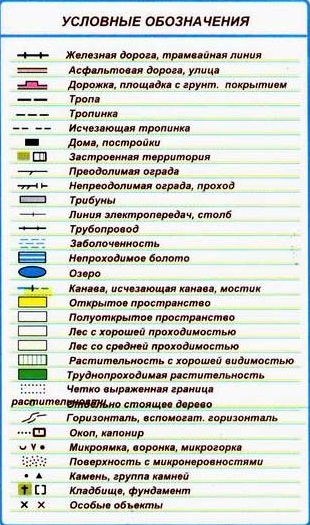 УСЛОВНЫЕ ОБОЗНАЧЕНИЯ
Железная дорога, трамвайная линия
Асфальтовая дорога, улица
Дорожка, площадка с грунт. покрытием
Тропа
Тропинка
Исчезающая тропинка
Дома, постройки
Застроенная территория
Преодолимая ограда
Непреодолимая ограда, проход
Трибуны
Линия электропередач, столб
Трубопровод
Заболоченность
Непроходимое болото
Озеро
Канава, исчезающая канава, мостик
Открытое пространство
Полуоткрытое пространство
Лес с хорошей проходимостью
Лес со средней проходимостью
Растительность с хорошей видимостью
Труднопроходимая растительность
Четко выраженная граница
растительности
Отдельно стоящее дерево
Горизонталь, вспомогат. горизонталь
Окоп, капонир
Микроямка, воронка, микрогорка
Поверхность с микронеровностями
Камень, группа камней
Кладбище, фундамент
Особые объекты